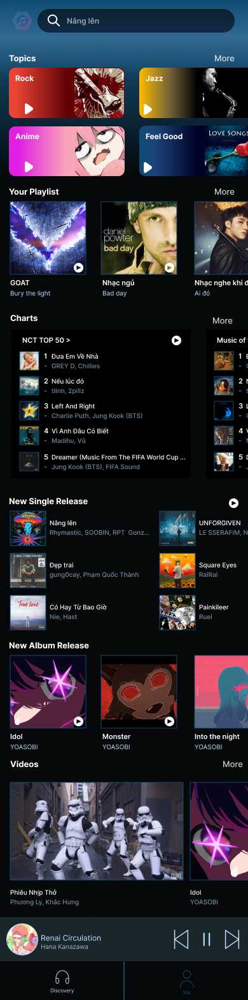 Nắng lên
Topics
More
Rock
Jazz
Anime
Feel Good
LOVE SONGS
Your Playlist
More
daniel
powter
bad day
GOAT
Bury the light
Nhạc ngủ
Bad day
Nhạc nghe khi đ
Ai đó
Charts
More
NCT TOP 50 >
1 Đưa Em Về Nhà
- GREY D, Chillies
2 Nếu lúc đó
- tlinh, 2pillz
3 Left And Right
- Charlie Puth, Jung Kook (BTS)
4 Vì Anh Đâu Có Biết
- Madihu, Vũ
5 Dreamer (Music From The FIFA World Cup ...
- Jung Kook (BTS), FIFA Sound
Music of
1
-
2
-
3
-
4
-
5
-
New Single Release
Nắng lên
Rhymastic, SOOBIN, RPT Gonz...
UNFORGIVEN
LE SSERAFIM, N
Đẹp trai
gung0cay, Phạm Quốc Thành
Square Eyes
RalRal
True love
Có Hay Từ Bao Giờ
Nie, Hast
Painkileer
Ruel
New Album Release
Idol
YOASOBI
Monster
YOASOBI
Into the night
YOASOBI
Videos
More
038
Phiêu Nhịp Thở
Phương Ly, Khắc Hưng
Idol
YOASOBI
Renai Circulation
Hana Kanazawa
Discovery
Me